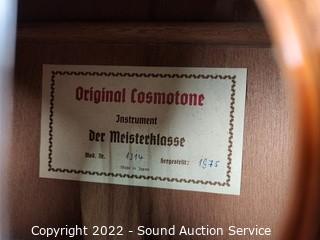 Original Cosmotone
Instrument
der Meisterklasse
Mod. Nr. 1314 hergestellt: 1975
Made in Japan
Copyright 2022 - Sound Auction Service